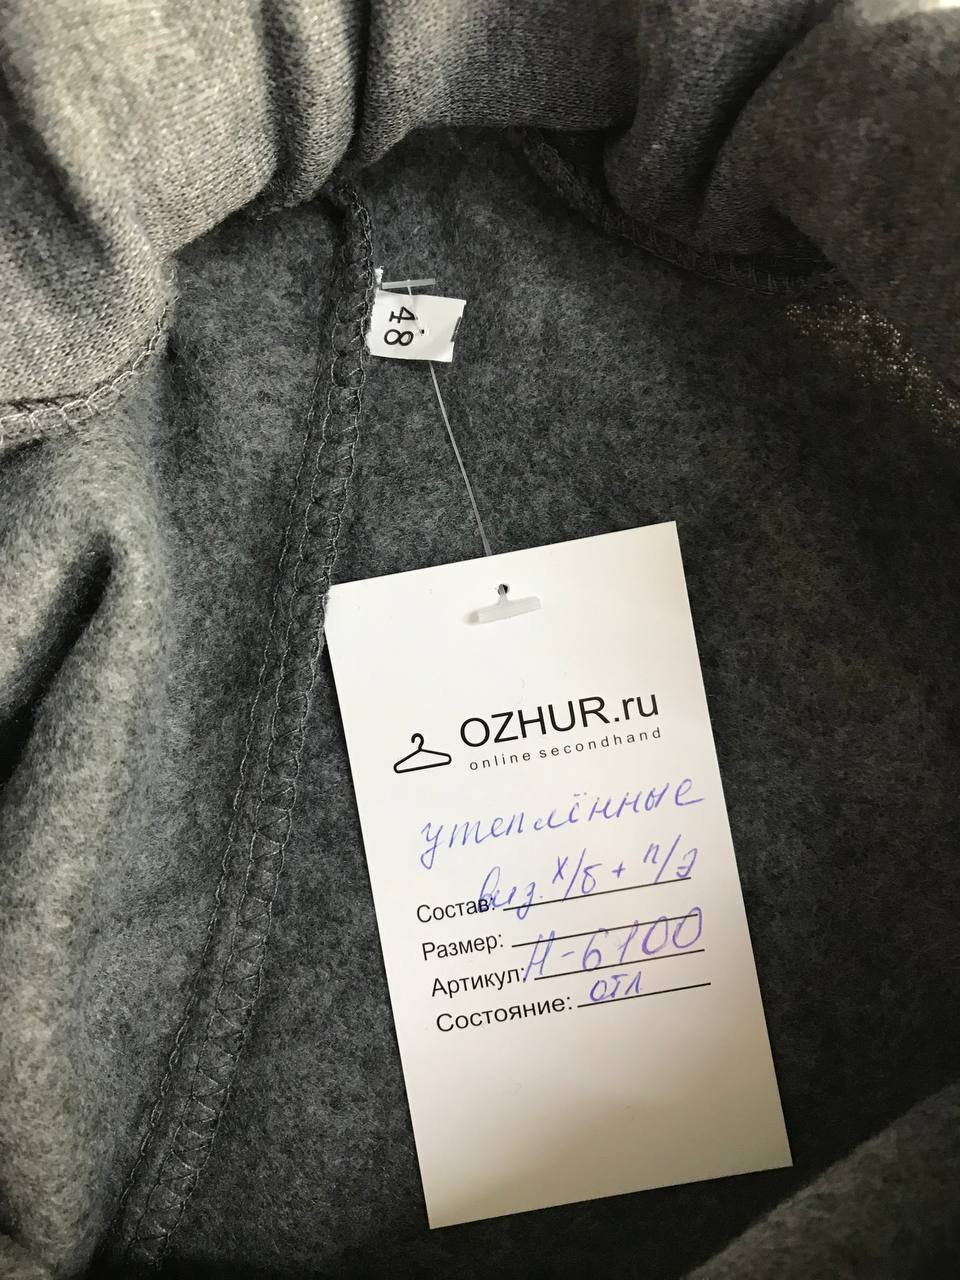 48
OZHUR.ru
online secondhand
утеплённые
Состав: виз. х/б + п/э
Размер:
Артикул: Н-6100
Состояние: отл